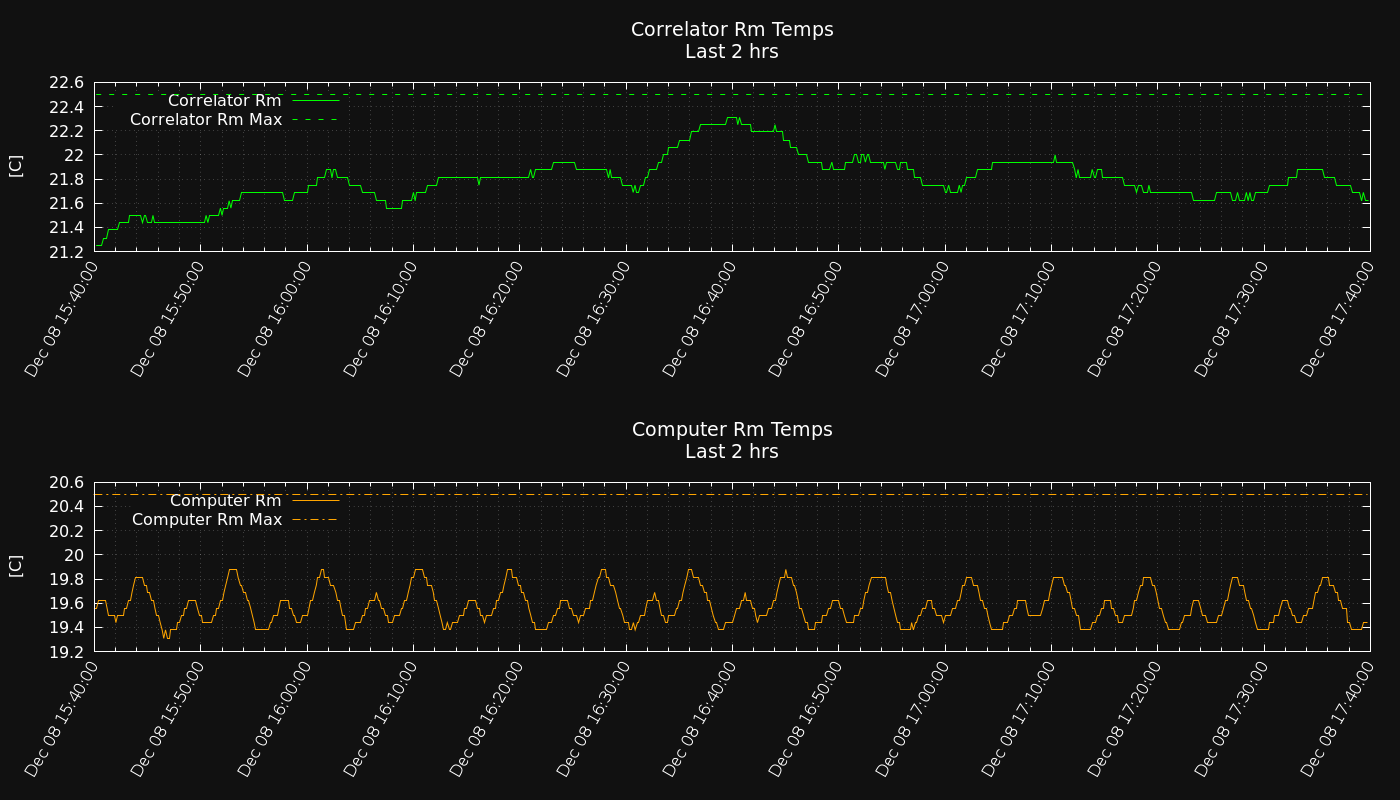 Correlator Rm Temps
Last 2 hrs
22.6
22.4
22.2
22
21.8
21.6
21.4
21.2
[C]
Correlator Rm
Correlator Rm Max
Dec 08 15:40:00
Dec 08 15:50:00
Dec 08 16:00:00
Dec 08 16:10:00
Dec 08 16:20:00
Dec 08 16:30:00
Dec 08 16:40:00
Dec 08 16:50:00
Dec 08 17:00:00
Dec 08 17:10:00
Dec 08 17:20:00
Dec 08 17:30:00
Dec 08 17:40:00
Computer Rm Temps
Last 2 hrs
20.6
20.4
20.2
20
19.8
19.6
19.4
19.2
[C]
Computer Rm
Computer Rm Max
Dec 08 15:40:00
Dec 08 15:50:00
Dec 08 16:00:00
Dec 08 16:10:00
Dec 08 16:20:00
Dec 08 16:30:00
Dec 08 16:40:00
Dec 08 16:50:00
Dec 08 17:00:00
Dec 08 17:10:00
Dec 08 17:20:00
Dec 08 17:30:00
Dec 08 17:40:00